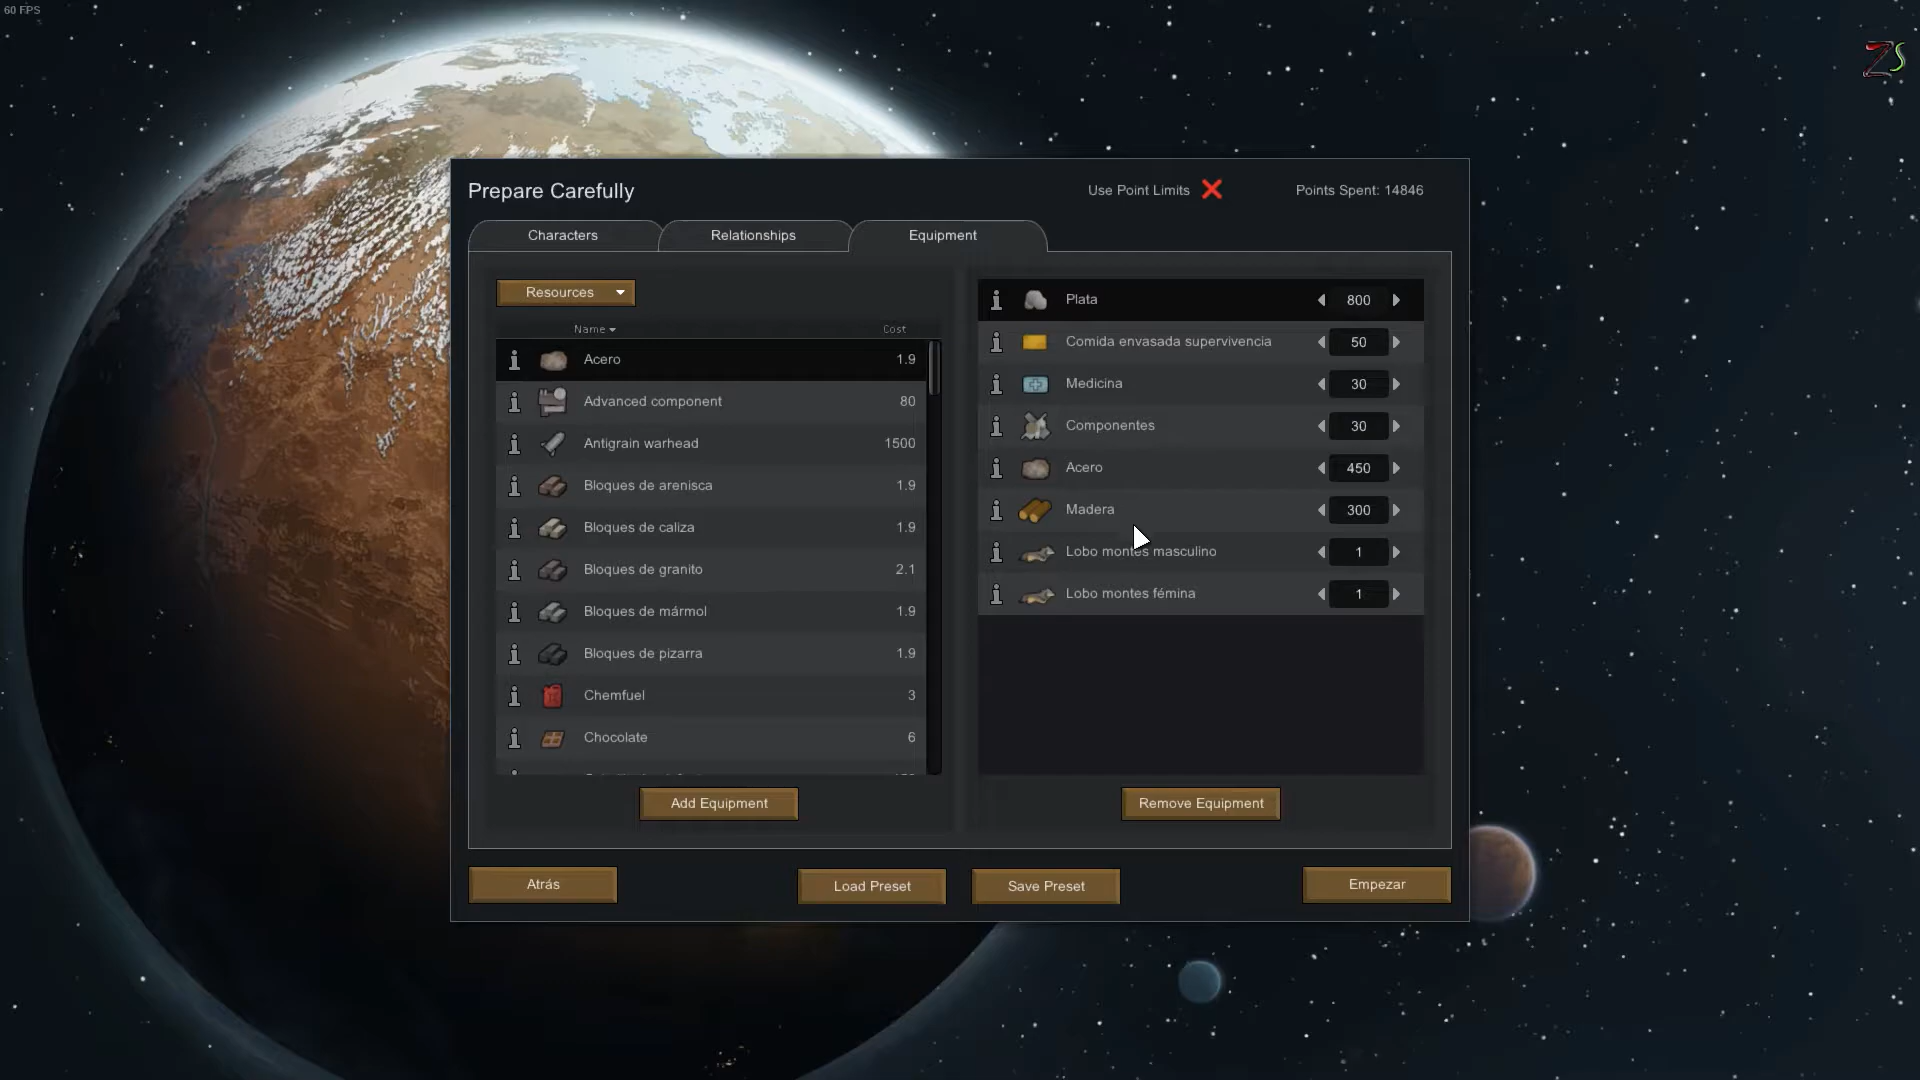 60 FPS
ZS
Prepare Carefully
Use Point Limits
Points Spent: 14846
Characters
Relationships
Equipment
Resources
Name
Cost
Acero 1.9
Advanced component 80
Antigrain warhead 1500
Bloques de arenisca 1.9
Bloques de caliza 1.9
Bloques de granito 2.1
Bloques de mármol 1.9
Bloques de pizarra 1.9
Chemfuel 3
Chocolate 6
Add Equipment
Plata 800
Comida envasada supervivencia 50
Medicina 30
Componentes 30
Acero 450
Madera 300
Lobo montes masculino 1
Lobo montes fémina 1
Remove Equipment
Atrás
Load Preset
Save Preset
Empezar